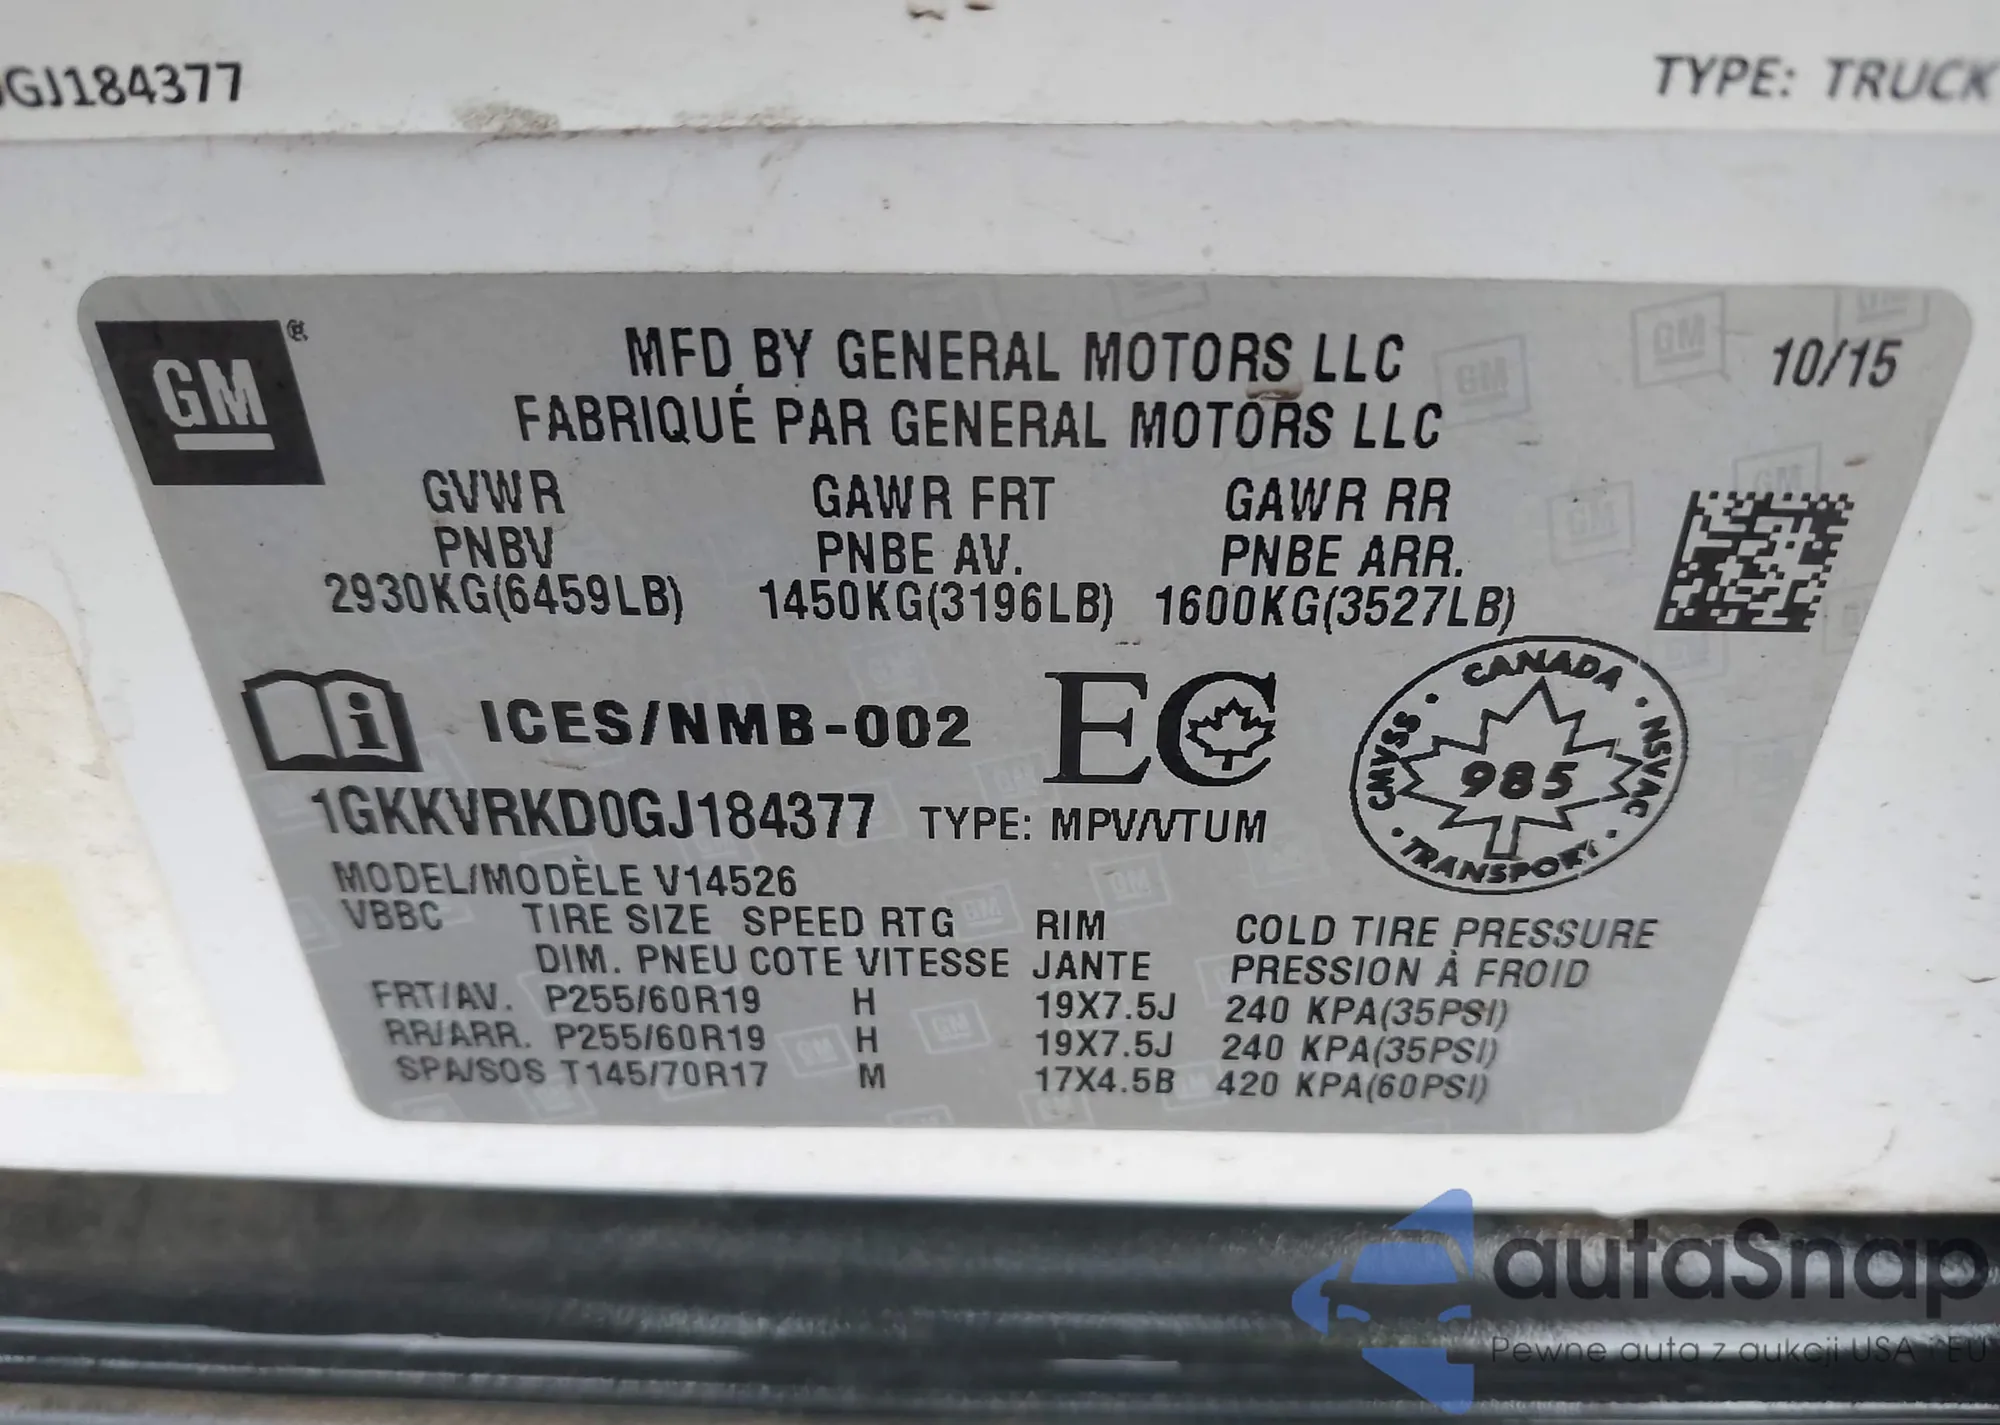 0GJ184377
TYPE: TRUCK
GM®
MFD BY GENERAL MOTORS LLC
10/15
FABRIQUÉ PAR GENERAL MOTORS LLC
GVWR GAWR FRT GAWR RR
PNBV PNBE AV. PNBE ARR.
2930KG(6459LB) 1450KG(3196LB) 1600KG(3527LB)
i ICES/NMB-002 EC
CANADA
CMVSS 985 NSVAC
TRANSPORT
1GKKVRKD0GJ184377 TYPE: MPV/VTUM
MODEL/MODÈLE V14526
VBBC TIRE SIZE SPEED RTG RIM COLD TIRE PRESSURE
DIM. PNEU COTE VITESSE JANTE PRESSION À FROID
FRT/AV. P255/60R19 H 19X7.5J 240 KPA(35PSI)
RR/ARR. P255/60R19 H 19X7.5J 240 KPA(35PSI)
SPA/SOS T145/70R17 M 17X4.5B 420 KPA(60PSI)
autoSnap
Pewne auta z aukcji USA i EU